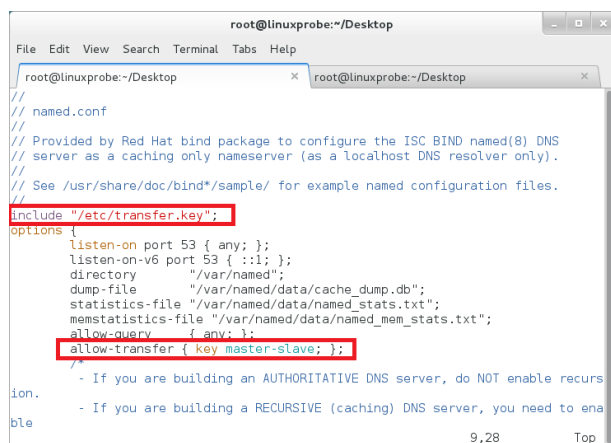 root@linuxprobe:~/Desktop
File Edit View Search Terminal Tabs Help
root@linuxprobe:~/Desktop × root@linuxprobe:~/Desktop ×
//
// named.conf
//
// Provided by Red Hat bind package to configure the ISC BIND named(8) DNS
// server as a caching only nameserver (as a localhost DNS resolver only).
//
// See /usr/share/doc/bind*/sample/ for example named configuration files.
//
include "/etc/transfer.key";
options {
        listen-on port 53 { any; };
        listen-on-v6 port 53 { ::1; };
        directory       "/var/named";
        dump-file       "/var/named/data/cache_dump.db";
        statistics-file "/var/named/data/named_stats.txt";
        memstatistics-file "/var/named/data/named_mem_stats.txt";
        allow-query     { any; };
        allow-transfer { key master-slave; };
        /*
         - If you are building an AUTHORITATIVE DNS server, do NOT enable recurs
ion.
         - If you are building a RECURSIVE (caching) DNS server, you need to ena
ble
9,28 Top